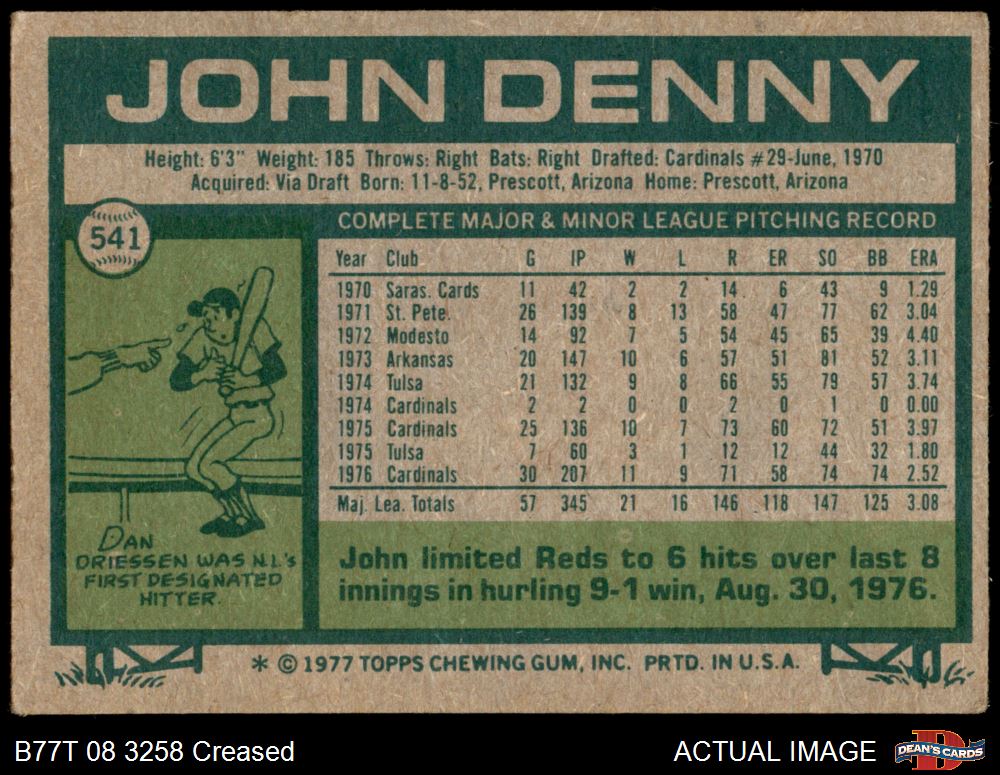 JOHN DENNY
Height: 6'3" Weight: 185 Throws: Right Bats: Right Drafted: Cardinals #29-June, 1970
Acquired: Via Draft Born: 11-8-52, Prescott, Arizona Home: Prescott, Arizona
541
COMPLETE MAJOR & MINOR LEAGUE PITCHING RECORD
Year Club G IP W L R ER SO BB ERA
1970 Saras. Cards 11 42 2 2 14 6 43 9 1.29
1971 St. Pete. 26 139 8 13 58 47 77 62 3.04
1972 Modesto 14 92 7 5 54 45 65 39 4.40
1973 Arkansas 20 147 10 6 57 51 81 52 3.11
1974 Tulsa 21 132 9 8 66 55 79 57 3.74
1974 Cardinals 2 2 0 0 2 0 1 0 0.00
1975 Cardinals 25 136 10 7 73 60 72 51 3.97
1975 Tulsa 7 60 3 1 12 12 44 32 1.80
1976 Cardinals 30 207 11 9 71 58 74 74 2.52
Maj. Lea. Totals 57 345 21 16 146 118 147 125 3.08
DAN
DRIESSEN WAS N.L.'s
FIRST DESIGNATED
HITTER.
John limited Reds to 6 hits over last 8
innings in hurling 9-1 win, Aug. 30, 1976.
* © 1977 TOPPS CHEWING GUM, INC. PRTD. IN U.S.A.
B77T 08 3258 Creased
ACTUAL IMAGE
D
DEAN'S CARDS